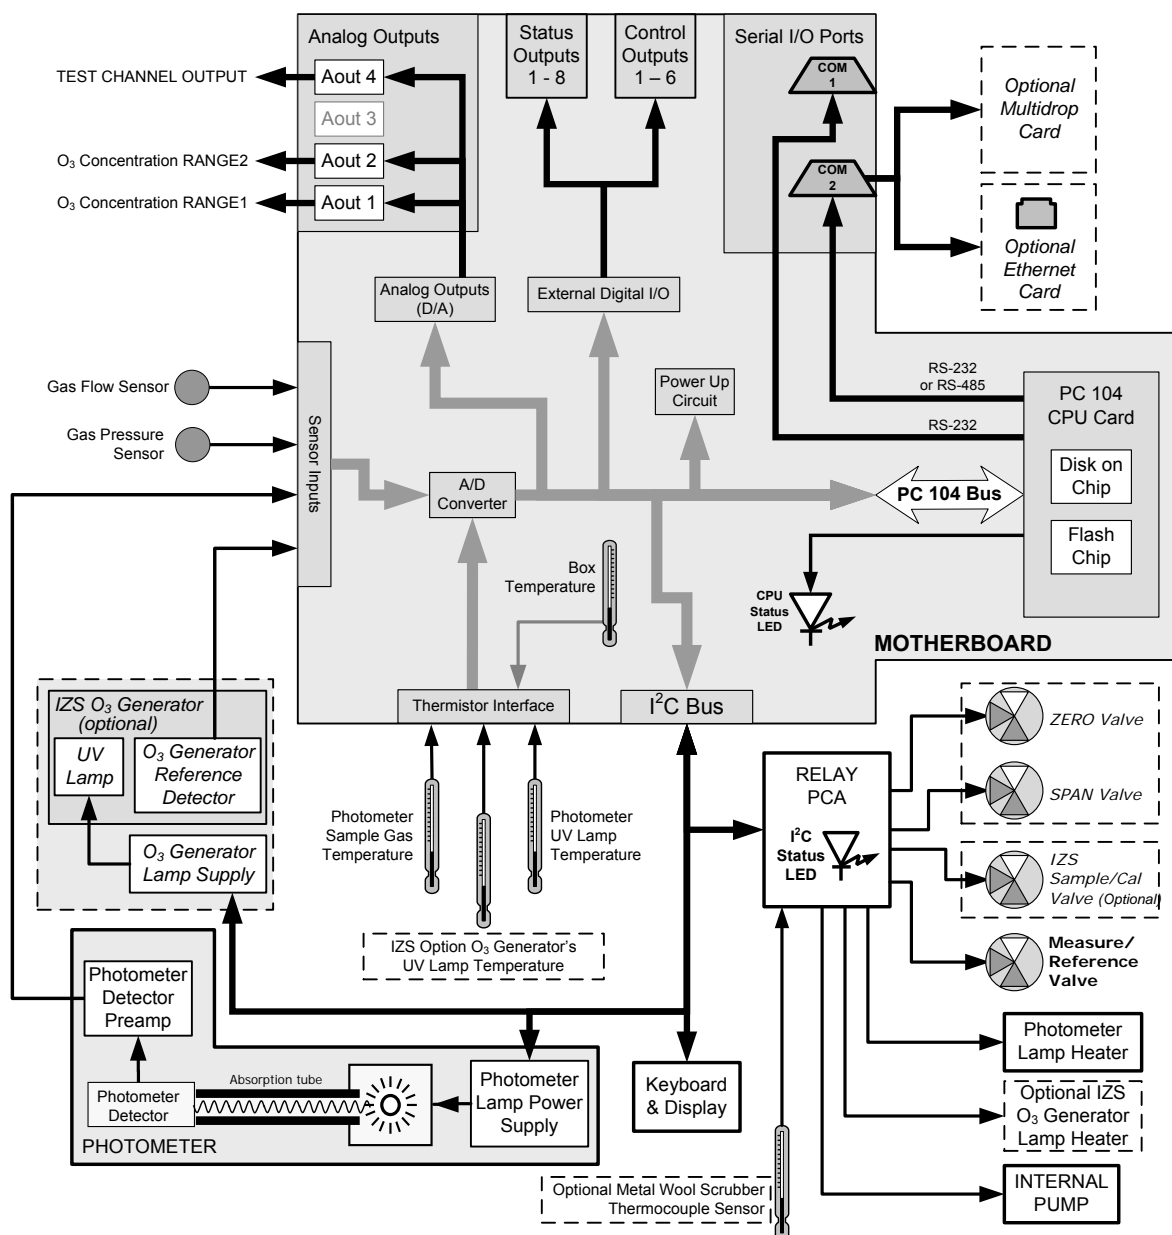 Analog Outputs
Status
Outputs
1 - 8
Control
Outputs
1 – 6
Serial I/O Ports
TEST CHANNEL OUTPUT
Aout 4
Aout 3
O₃ Concentration RANGE2
Aout 2
O₃ Concentration RANGE1
Aout 1
COM
1
COM
2
Optional
Multidrop
Card
Optional
Ethernet
Card
Analog Outputs
(D/A)
External Digital I/O
Gas Flow Sensor
Gas Pressure
Sensor
Sensor Inputs
Power Up
Circuit
RS-232
or RS-485
RS-232
PC 104
CPU Card
Disk on
Chip
Flash
Chip
A/D
Converter
PC 104 Bus
Box
Temperature
CPU
Status
LED
MOTHERBOARD
Thermistor Interface
I²C Bus
IZS O₃ Generator
(optional)
UV
Lamp
O₃ Generator
Reference
Detector
O₃ Generator
Lamp Supply
Photometer
Sample Gas
Temperature
Photometer
UV Lamp
Temperature
IZS Option O₃ Generator's
UV Lamp Temperature
RELAY
PCA
I²C
Status
LED
ZERO Valve
SPAN Valve
IZS
Sample/Cal
Valve (Optional)
Measure/
Reference
Valve
Photometer
Detector
Preamp
Photometer
Detector
Absorption tube
PHOTOMETER
Photometer
Lamp Power
Supply
Keyboard
& Display
Photometer
Lamp Heater
Optional IZS
O₃ Generator
Lamp Heater
INTERNAL
PUMP
Optional Metal Wool Scrubber
Thermocouple Sensor